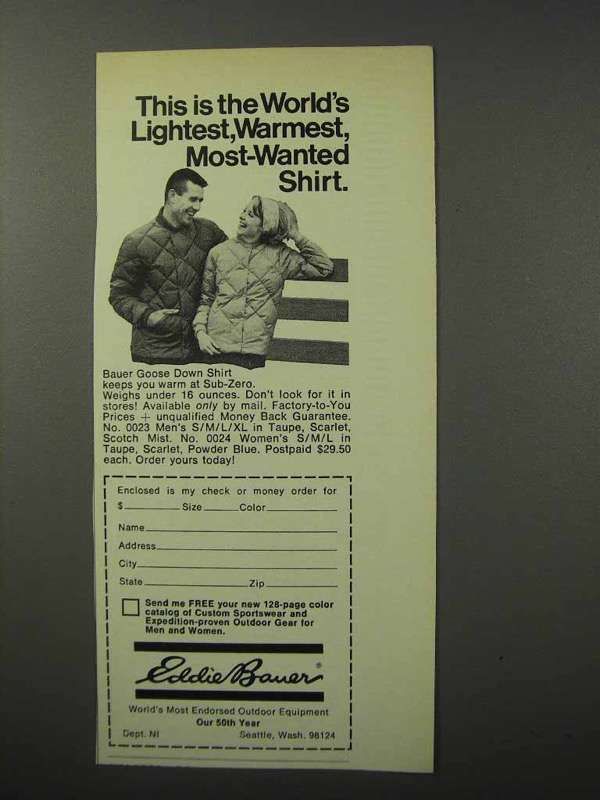 This is the World's
Lightest, Warmest,
Most-Wanted
Shirt.
Bauer Goose Down Shirt
keeps you warm at Sub-Zero.
Weighs under 16 ounces. Don't look for it in
stores! Available only by mail. Factory-to-You
Prices + unqualified Money Back Guarantee.
No. 0023 Men's S/M/L/XL in Taupe, Scarlet,
Scotch Mist. No. 0024 Women's S/M/L in
Taupe, Scarlet, Powder Blue. Postpaid $29.50
each. Order yours today!
Enclosed is my check or money order for
$ Size Color
Name
Address
City
State Zip
Send me FREE your new 128-page color
catalog of Custom Sportswear and
Expedition-proven Outdoor Gear for
Men and Women.
Eddie Bauer®
World's Most Endorsed Outdoor Equipment
Our 50th Year
Dept. NI Seattle, Wash. 98124